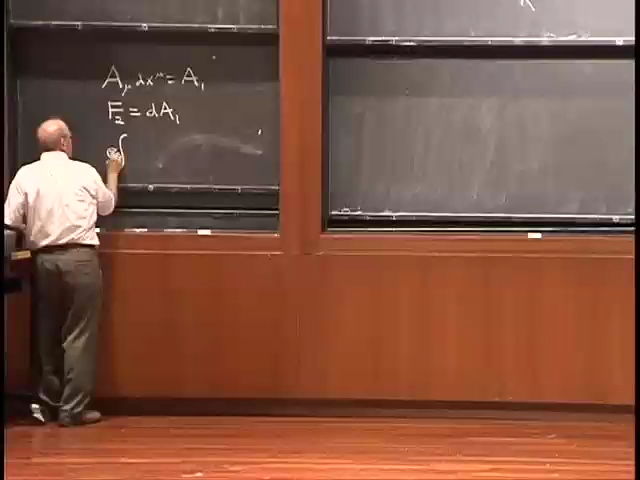 A_μ dx^μ = A_1
F_2 = dA_1
∫